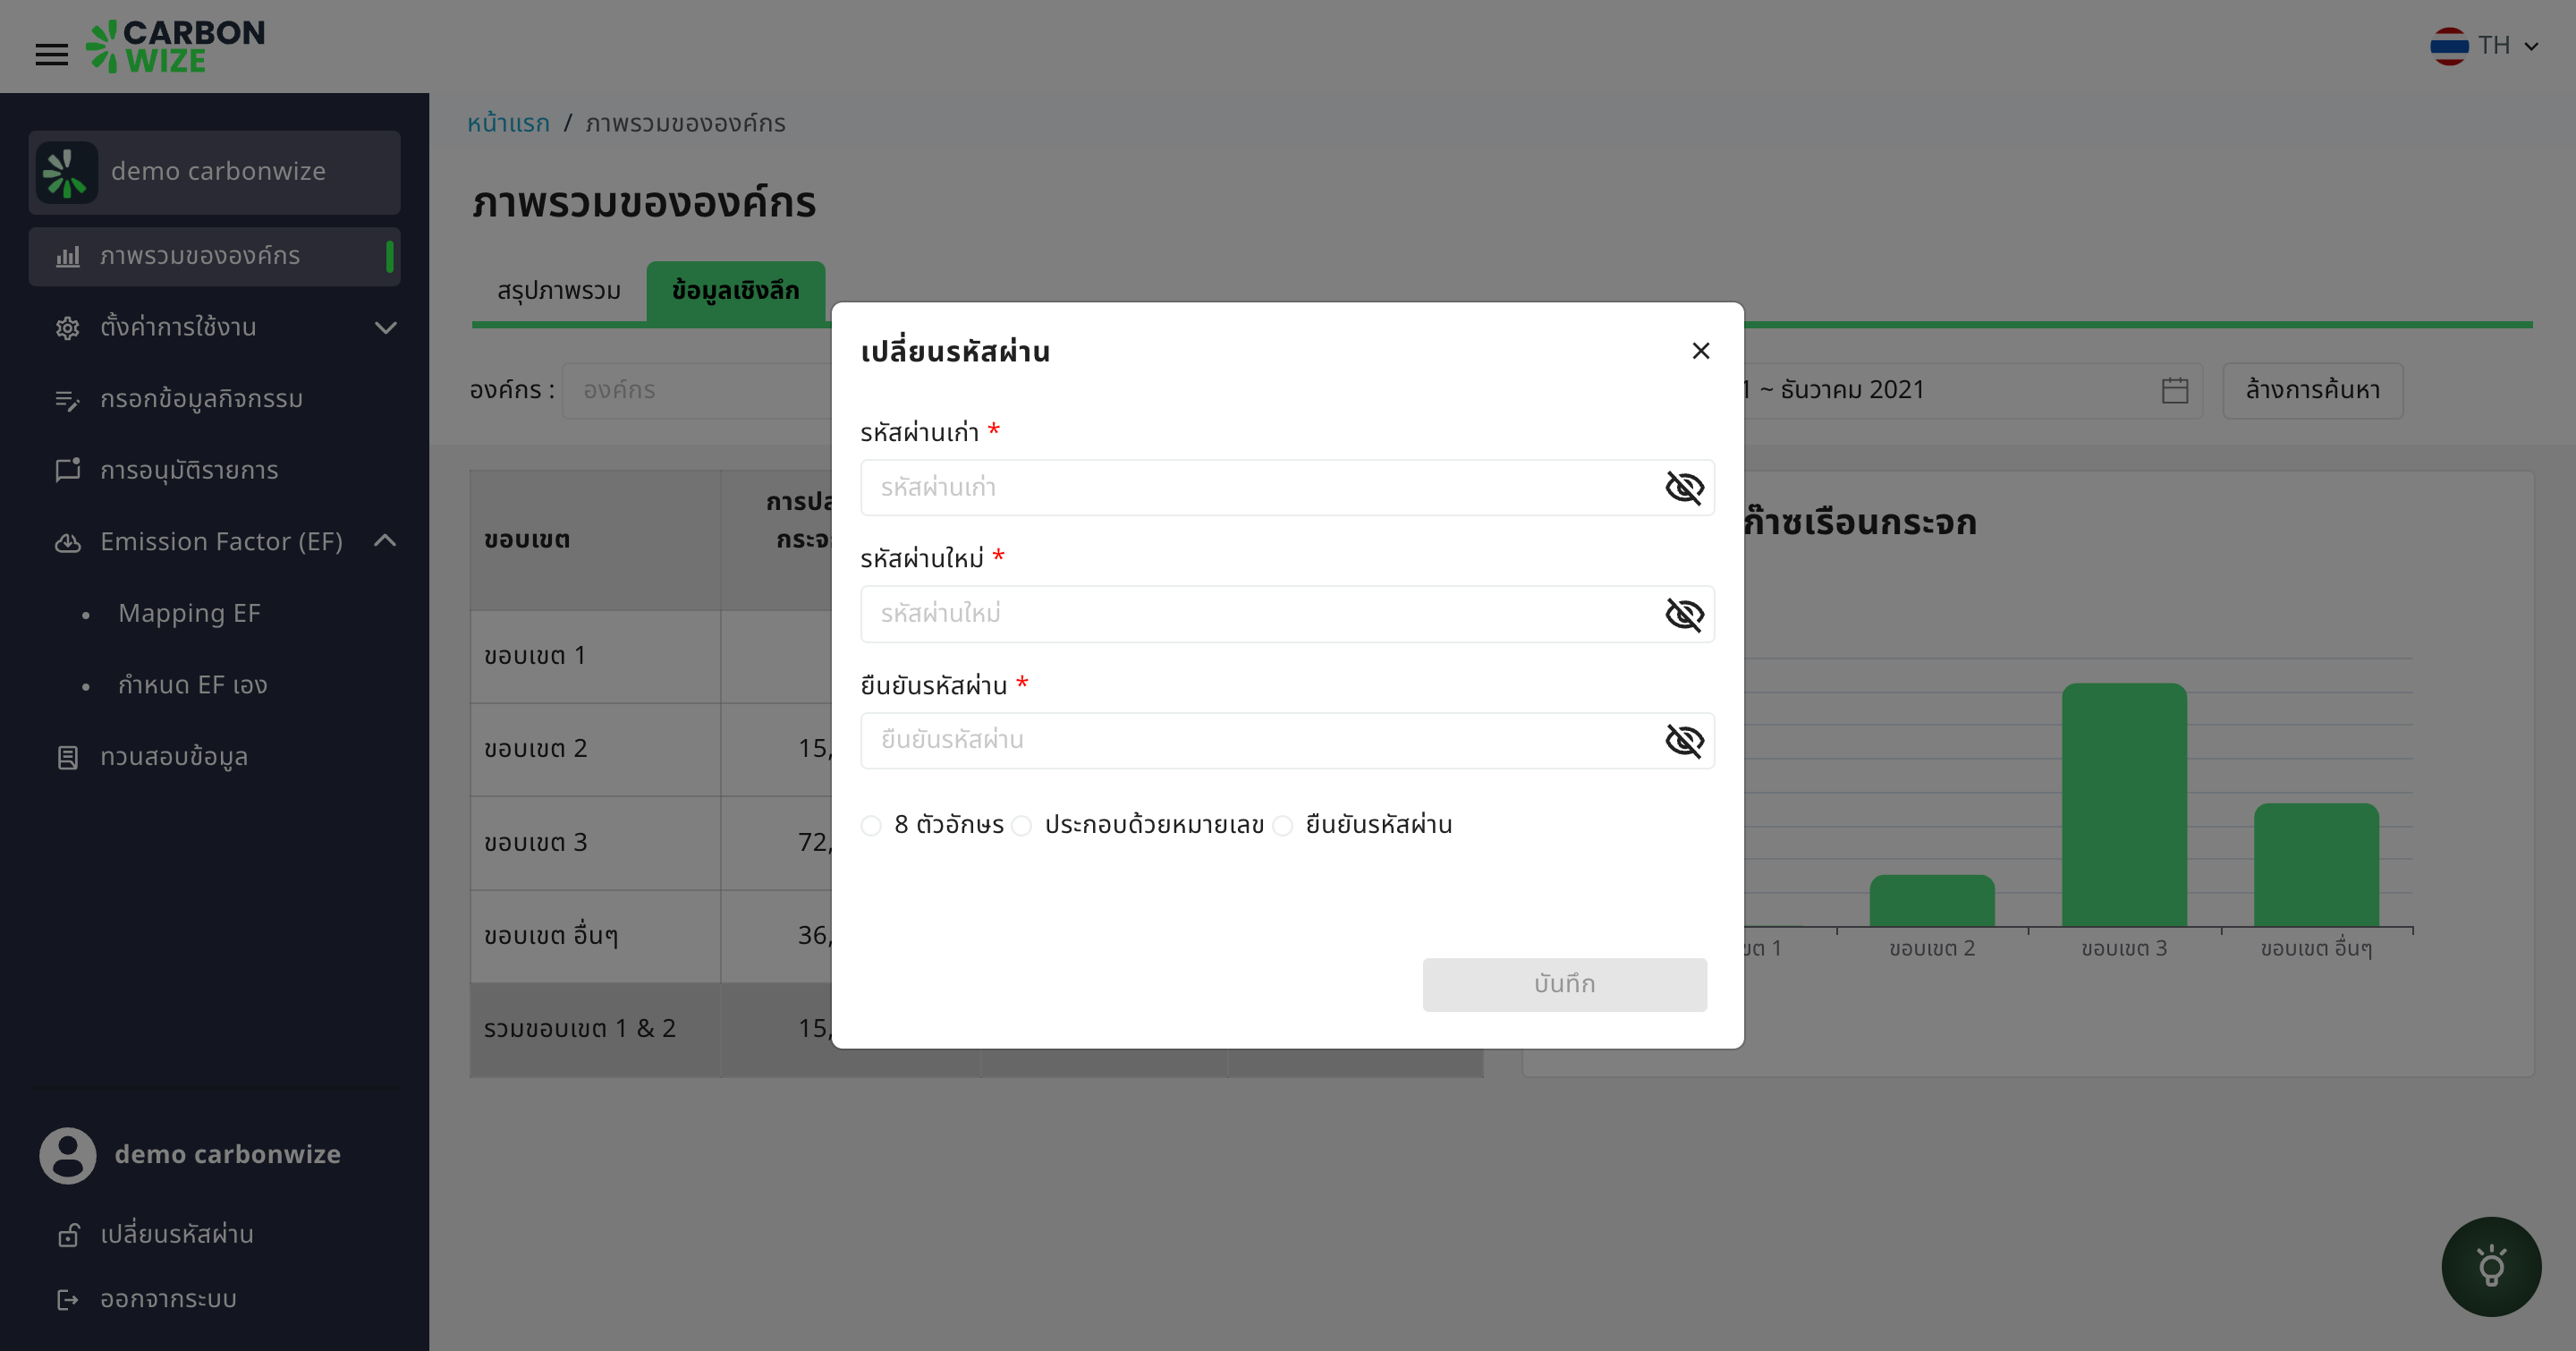 CARBON
WIZE
TH
demo carbonwize
ภาพรวมขององค์กร
ตั้งค่าการใช้งาน
กรอกข้อมูลกิจกรรม
การอนุมัติรายการ
Emission Factor (EF)
Mapping EF
กำหนด EF เอง
ทวนสอบข้อมูล
demo carbonwize
เปลี่ยนรหัสผ่าน
ออกจากระบบ
หน้าแรก / ภาพรวมขององค์กร
ภาพรวมขององค์กร
สรุปภาพรวม
ข้อมูลเชิงลึก
องค์กร :
องค์กร
1 ~ ธันวาคม 2021
ล้างการค้นหา
ขอบเขต
ขอบเขต 1
ขอบเขต 2
15,
ขอบเขต 3
72,
ขอบเขต อื่นๆ
36,
รวมขอบเขต 1 & 2
15,
เปลี่ยนรหัสผ่าน
รหัสผ่านเก่า *
รหัสผ่านเก่า
รหัสผ่านใหม่ *
รหัสผ่านใหม่
ยืนยันรหัสผ่าน *
ยืนยันรหัสผ่าน
8 ตัวอักษร
ประกอบด้วยหมายเลข
ยืนยันรหัสผ่าน
บันทึก
ก๊าซเรือนกระจก
ขต 1
ขอบเขต 2
ขอบเขต 3
ขอบเขต อื่นๆ